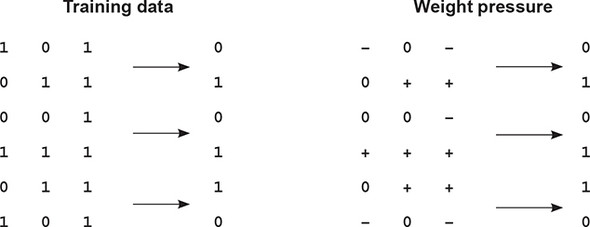 Training data Weight pressure
1 0 1 0 - 0 - 0
0 1 1 1 0 + + 1
0 0 1 0 0 0 - 0
1 1 1 1 + + + 1
0 1 1 1 0 + + 1
1 0 1 0 - 0 - 0